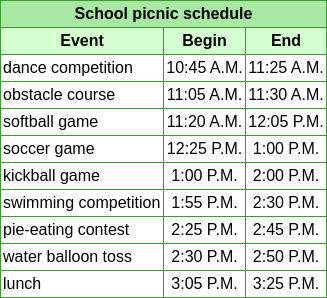 School picnic schedule
Event Begin End
dance competition 10:45 A.M. 11:25 A.M.
obstacle course 11:05 A.M. 11:30 A.M.
softball game 11:20 A.M. 12:05 P.M.
soccer game 12:25 P.M. 1:00 P.M.
kickball game 1:00 P.M. 2:00 P.M.
swimming competition 1:55 P.M. 2:30 P.M.
pie-eating contest 2:25 P.M. 2:45 P.M.
water balloon toss 2:30 P.M. 2:50 P.M.
lunch 3:05 P.M. 3:25 P.M.